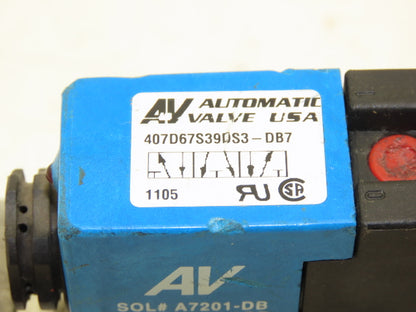 AV AUTOMATIC
VALVE USA
407D67S39DS3-DB7
1105
AV
SOL# A7201-DB